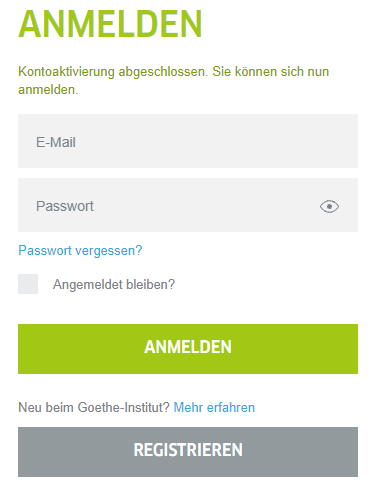 ANMELDEN
Kontoaktivierung abgeschlossen. Sie können sich nun
anmelden.
E-Mail
Passwort
Passwort vergessen?
Angemeldet bleiben?
ANMELDEN
Neu beim Goethe-Institut? Mehr erfahren
REGISTRIEREN